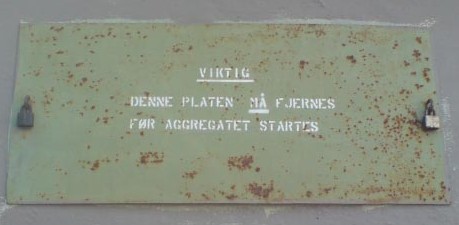 VIKTIG
DENNE PLATEN MÅ FJERNES
FØR AGGREGATET STARTES